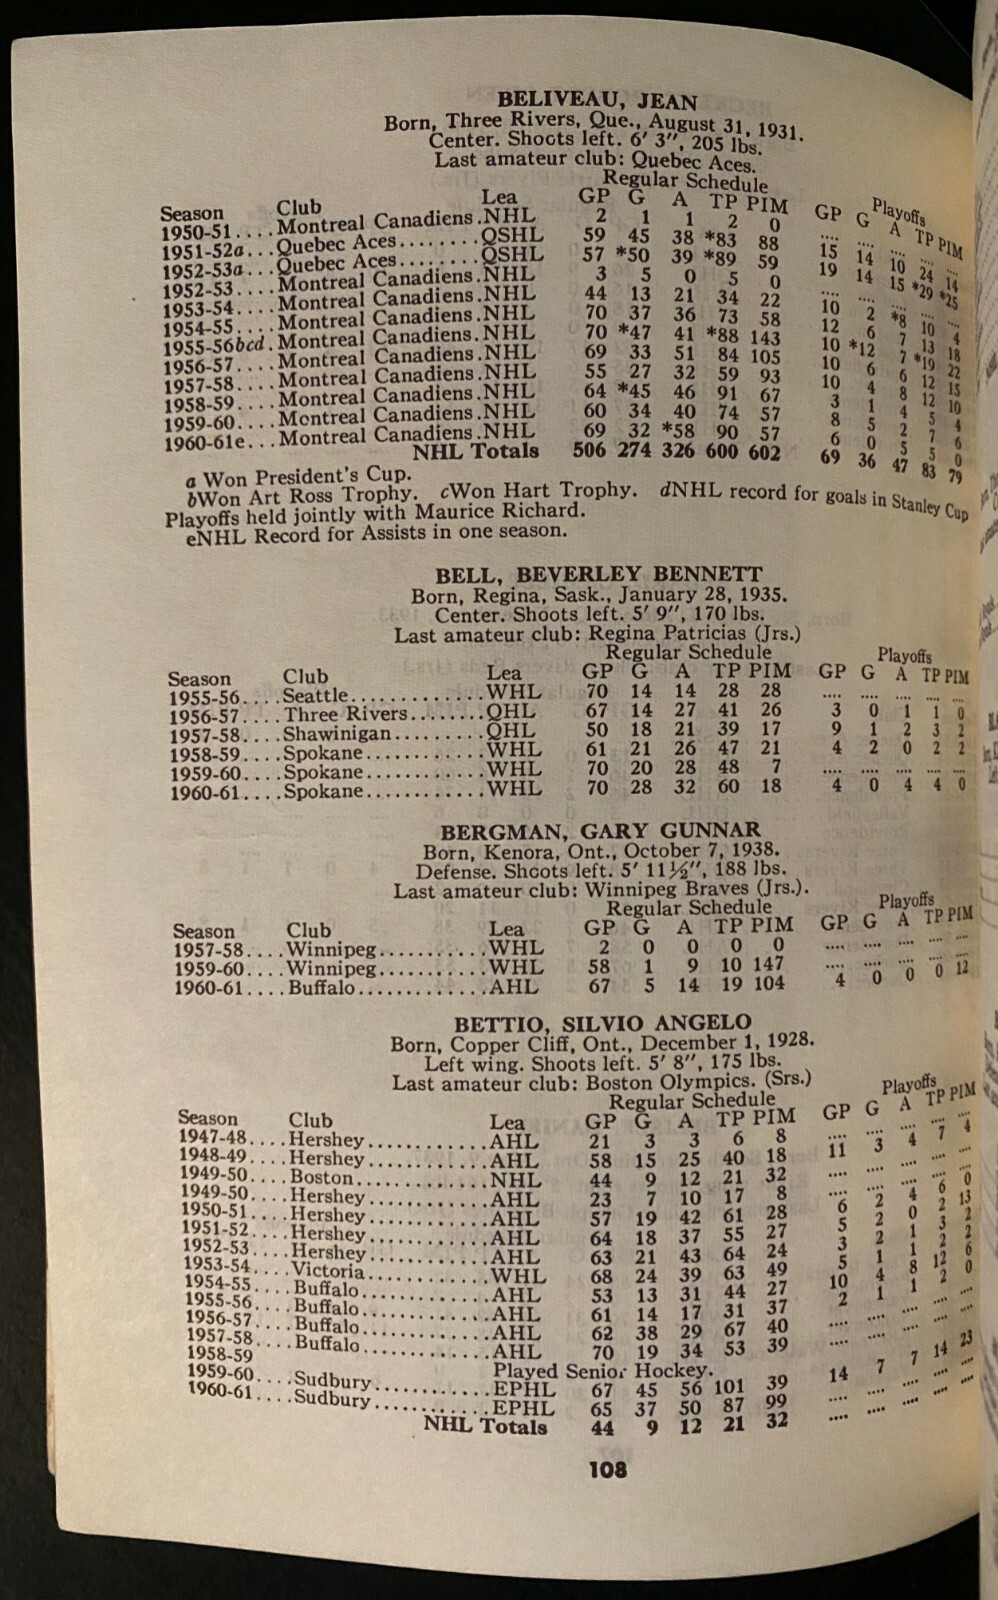 BELIVEAU, JEAN
Born, Three Rivers, Que., August 31, 1931.
Center. Shoots left. 6' 3", 205 lbs.
Last amateur club: Quebec Aces.
Regular Schedule Playoffs
Season Club Lea GP G A TP PIM GP G A TP PIM
1950-51.... Montreal Canadiens.NHL 2 1 1 2 0 .... .... .... .... ....
1951-52a... Quebec Aces........QSHL 59 45 38 *83 88 15 14 10 24 14
1952-53a... Quebec Aces........QSHL 57 *50 39 *89 59 19 14 15 *29 *25
1952-53.... Montreal Canadiens.NHL 3 5 0 5 0 .... .... .... .... ....
1953-54.... Montreal Canadiens.NHL 44 13 21 34 22 10 2 *8 10 4
1954-55.... Montreal Canadiens.NHL 70 37 36 73 58 12 6 7 13 18
1955-56bcd. Montreal Canadiens.NHL 70 *47 41 *88 143 10 *12 7 *19 22
1956-57.... Montreal Canadiens.NHL 69 33 51 84 105 10 6 6 12 15
1957-58.... Montreal Canadiens.NHL 55 27 32 59 93 10 4 8 12 10
1958-59.... Montreal Canadiens.NHL 64 *45 46 91 67 3 1 4 5 4
1959-60.... Montreal Canadiens.NHL 60 34 40 74 57 8 5 2 7 6
1960-61e... Montreal Canadiens.NHL 69 32 *58 90 57 6 0 5 5 0
NHL Totals 506 274 326 600 602 69 36 47 83 79
a Won President's Cup.
bWon Art Ross Trophy. cWon Hart Trophy. dNHL record for goals in Stanley Cup
Playoffs held jointly with Maurice Richard.
eNHL Record for Assists in one season.
BELL, BEVERLEY BENNETT
Born, Regina, Sask., January 28, 1935.
Center. Shoots left. 5' 9", 170 lbs.
Last amateur club: Regina Patricias (Jrs.)
Regular Schedule Playoffs
Season Club Lea GP G A TP PIM GP G A TP PIM
1955-56.... Seattle.............WHL 70 14 14 28 28 .... .... .... .... ....
1956-57.... Three Rivers........QHL 67 14 27 41 26 3 0 1 1 0
1957-58.... Shawinigan..........QHL 50 18 21 39 17 9 1 2 3 2
1958-59.... Spokane............WHL 61 21 26 47 21 4 2 0 2 2
1959-60.... Spokane............WHL 70 20 28 48 7 .... .... .... .... ....
1960-61.... Spokane............WHL 70 28 32 60 18 4 0 4 4 0
BERGMAN, GARY GUNNAR
Born, Kenora, Ont., October 7, 1938.
Defense. Shoots left. 5' 11½", 188 lbs.
Last amateur club: Winnipeg Braves (Jrs.).
Regular Schedule Playoffs
Season Club Lea GP G A TP PIM GP G A TP PIM
1957-58.... Winnipeg...........WHL 2 0 0 0 0 .... .... .... .... ....
1959-60.... Winnipeg...........WHL 58 1 9 10 147 .... .... .... .... ....
1960-61.... Buffalo.............AHL 67 5 14 19 104 4 0 0 0 12
BETTIO, SILVIO ANGELO
Born, Copper Cliff, Ont., December 1, 1928.
Left wing. Shoots left. 5' 8", 175 lbs.
Last amateur club: Boston Olympics. (Srs.)
Regular Schedule Playoffs
Season Club Lea GP G A TP PIM GP G A TP PIM
1947-48.... Hershey............AHL 21 3 3 6 8 .... .... .... .... ....
1948-49.... Hershey............AHL 58 15 25 40 18 11 3 4 7 4
1949-50.... Boston.............NHL 44 9 12 21 32 .... .... .... .... ....
1949-50.... Hershey............AHL 23 7 10 17 8 .... .... .... .... ....
1950-51.... Hershey............AHL 57 19 42 61 28 6 2 4 6 0
1951-52.... Hershey............AHL 64 18 37 55 27 5 2 0 2 13
1952-53.... Hershey............AHL 63 21 43 64 24 3 2 1 3 2
1953-54.... Victoria............WHL 68 24 39 63 49 5 1 1 2 2
1954-55.... Buffalo.............AHL 53 13 31 44 27 10 4 8 12 6
1955-56.... Buffalo.............AHL 61 14 17 31 37 2 1 1 2 0
1956-57.... Buffalo.............AHL 62 38 29 67 40 .... .... .... .... ....
1957-58.... Buffalo.............AHL 70 19 34 53 39 .... .... .... .... ....
1958-59 Played Senior Hockey.
1959-60.... Sudbury............EPHL 67 45 56 101 39 14 7 7 14 23
1960-61.... Sudbury............EPHL 65 37 50 87 99 .... .... .... .... ....
NHL Totals 44 9 12 21 32 .... .... .... .... ....
108